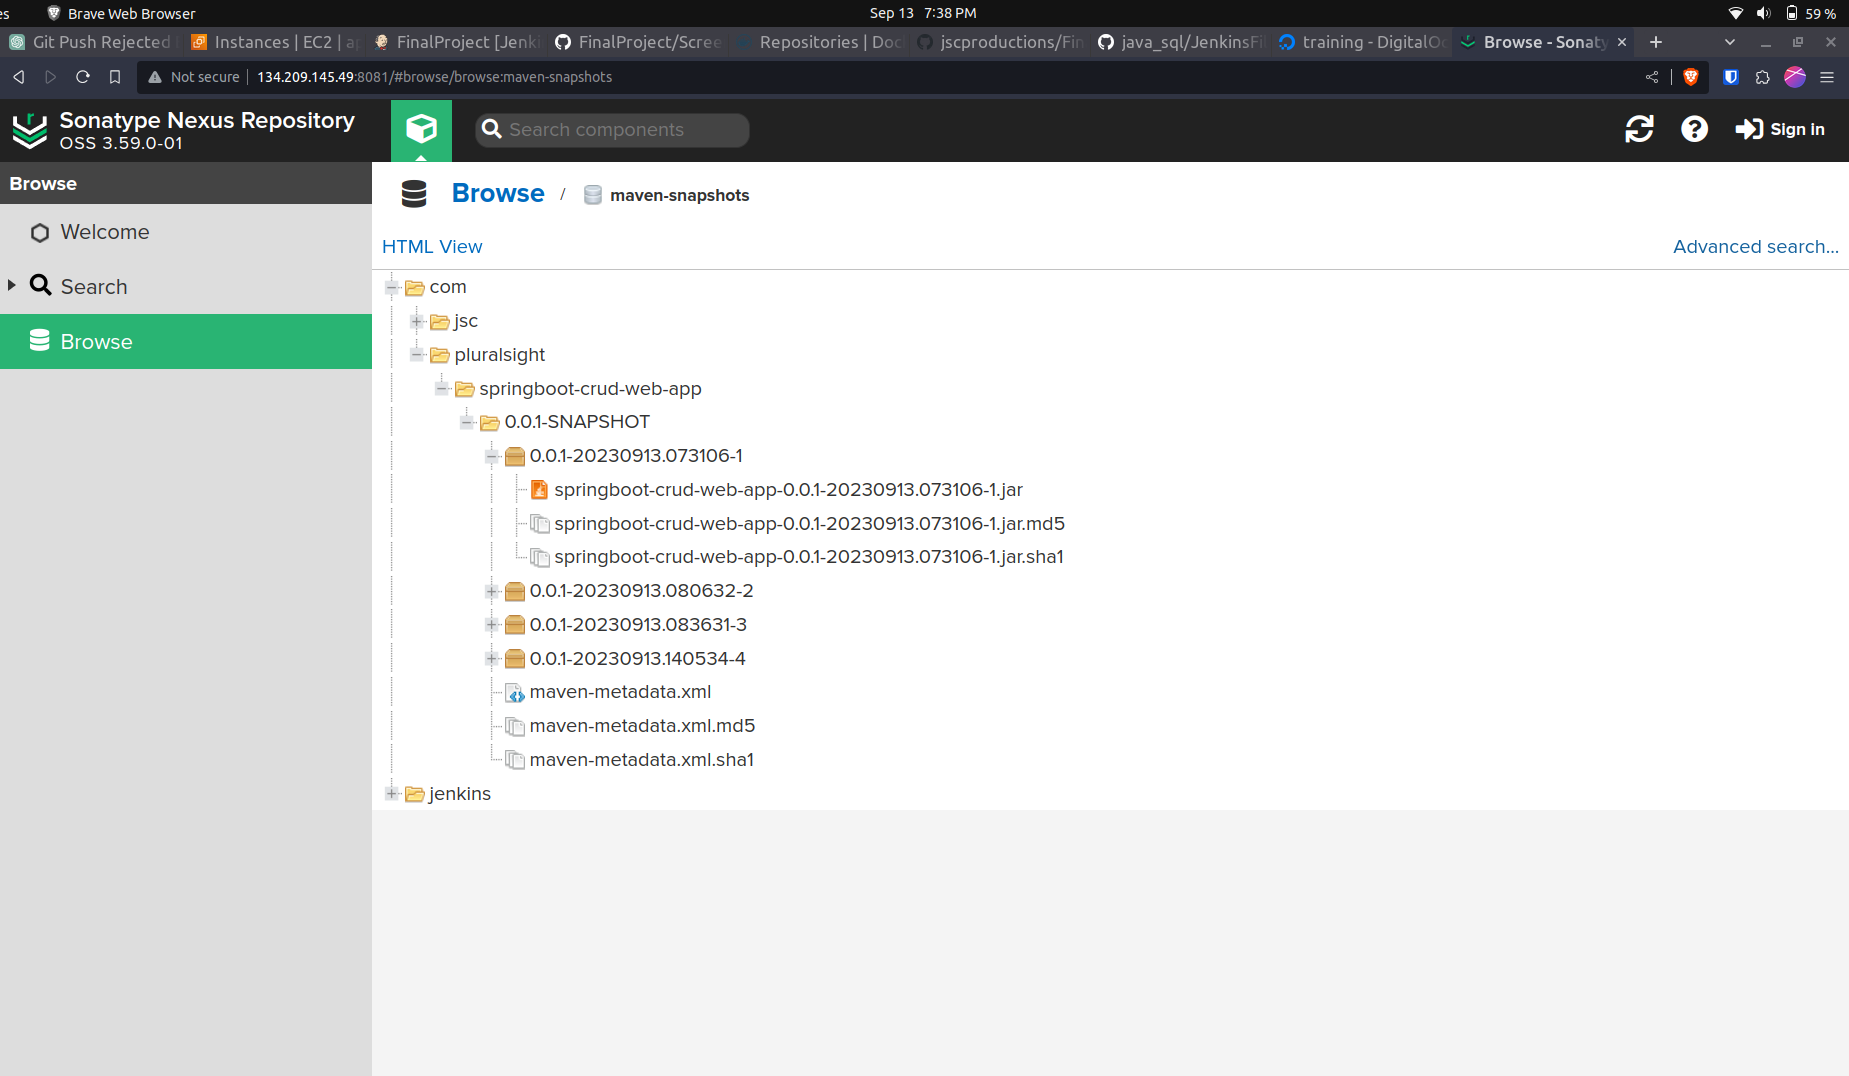 es Brave Web Browser Sep 13 7:38 PM 59 %
Git Push Rejected Instances | EC2 | ap FinalProject [Jenki FinalProject/Scree Repositories | Doc jscproductions/Fin java_sql/JenkinsFil training - DigitalOc Browse - Sonaty
Not secure 134.209.145.49:8081/#browse/browse:maven-snapshots
Sonatype Nexus Repository
OSS 3.59.0-01
Search components
Sign in
Browse
Welcome
Search
Browse
Browse / maven-snapshots
HTML View Advanced search...
com
jsc
pluralsight
springboot-crud-web-app
0.0.1-SNAPSHOT
0.0.1-20230913.073106-1
springboot-crud-web-app-0.0.1-20230913.073106-1.jar
springboot-crud-web-app-0.0.1-20230913.073106-1.jar.md5
springboot-crud-web-app-0.0.1-20230913.073106-1.jar.sha1
0.0.1-20230913.080632-2
0.0.1-20230913.083631-3
0.0.1-20230913.140534-4
maven-metadata.xml
maven-metadata.xml.md5
maven-metadata.xml.sha1
jenkins